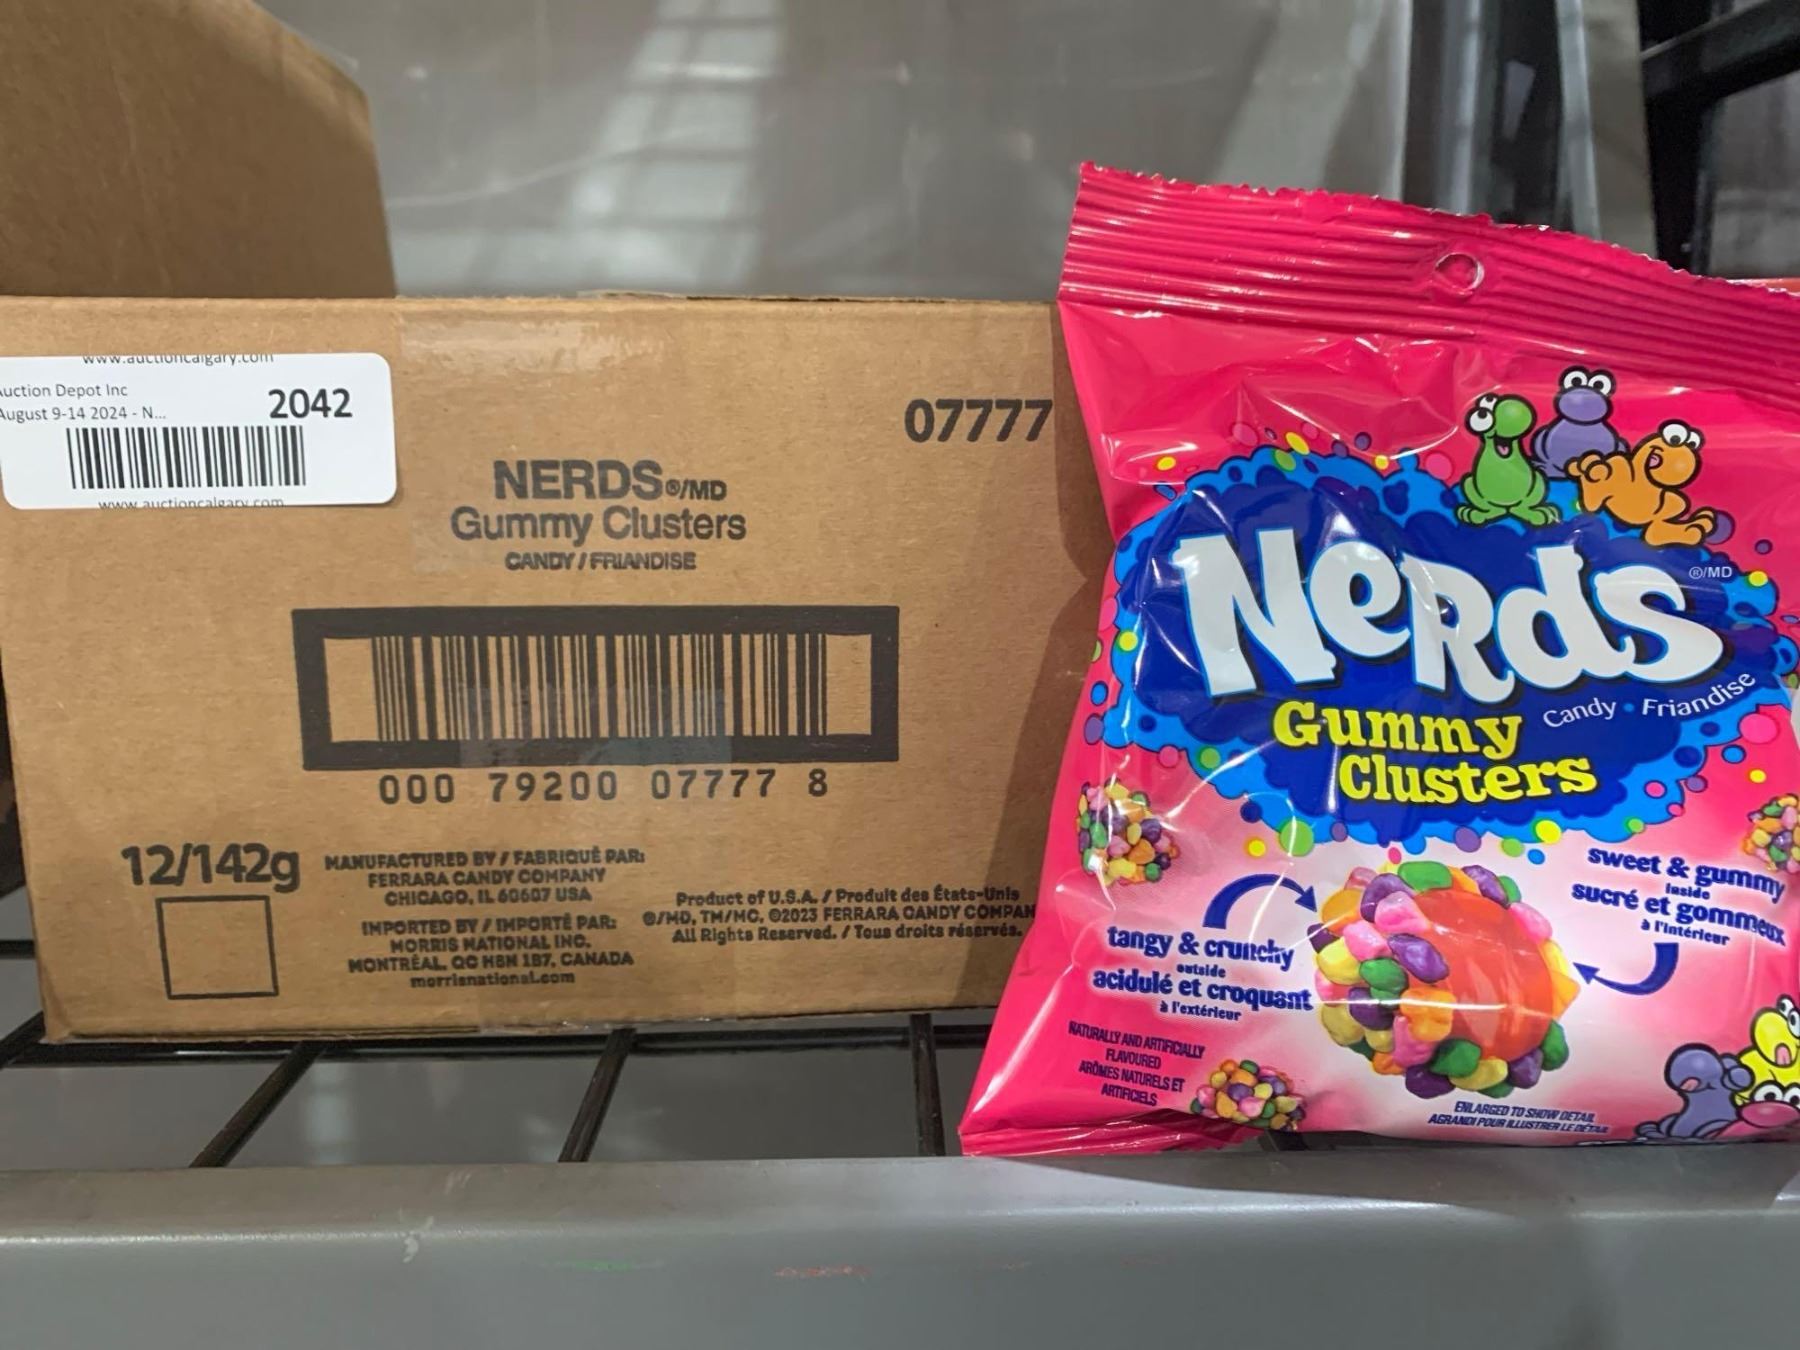 www.auctioncalgary.com
Auction Depot Inc
August 9-14 2024 - N...
2042
www.auctioncalgary.com
07777
NERDS®/MD
Gummy Clusters
CANDY / FRIANDISE
000 79200 07777 8
12/142g
MANUFACTURED BY / FABRIQUÉ PAR:
FERRARA CANDY COMPANY
CHICAGO, IL 60607 USA
IMPORTED BY / IMPORTÉ PAR:
MORRIS NATIONAL INC.
MONTRÉAL, QC H8N 1B7, CANADA
morrisnational.com
Product of U.S.A. / Produit des États-Unis
®/MD, TM/MC, ©2023 FERRARA CANDY COMPAN
All Rights Reserved. / Tous droits réservés.
Nerds
®/MD
Gummy
Clusters
Candy • Friandise
sweet & gummy
inside
sucré et gommeux
à l'intérieur
tangy & crunchy
outside
acidulé et croquant
à l'extérieur
NATURALLY AND ARTIFICIALLY
FLAVOURED
ARÔMES NATURELS ET
ARTIFICIELS
ENLARGED TO SHOW DETAIL
AGRANDI POUR ILLUSTRER LE DÉTAIL